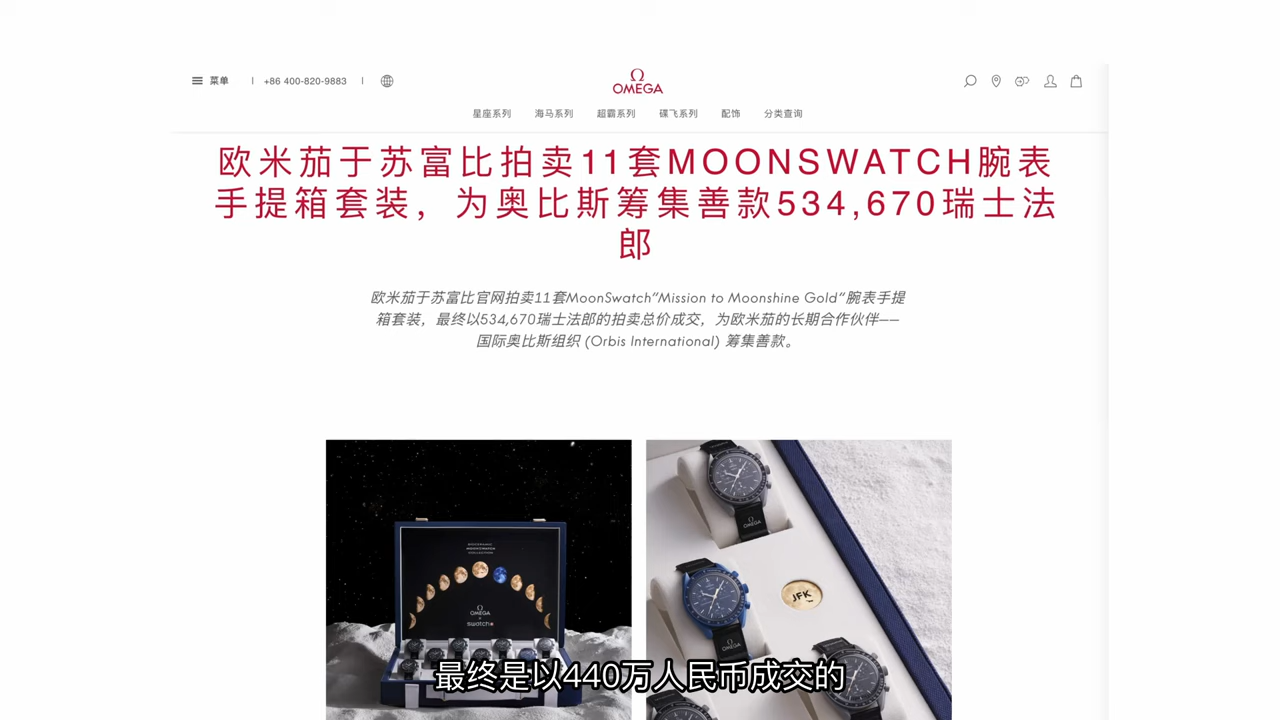 菜单
+86 400-820-9883
Ω
OMEGA
星座系列 海马系列 超霸系列 碟飞系列 配饰 分类查询
欧米茄于苏富比拍卖11套MOONSWATCH腕表
手提箱套装，为奥比斯筹集善款534,670瑞士法
郎
欧米茄于苏富比官网拍卖11套MoonSwatch"Mission to Moonshine Gold"腕表手提
箱套装，最终以534,670瑞士法郎的拍卖总价成交，为欧米茄的长期合作伙伴——
国际奥比斯组织 (Orbis International) 筹集善款。
BIOCERAMIC
MOONSWATCH
COLLECTION
Ω
OMEGA
swatch
OMEGA
JFK
OMEGA
最终是以440万人民币成交的